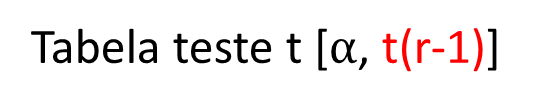 Tabela teste t [α, t(r-1)]